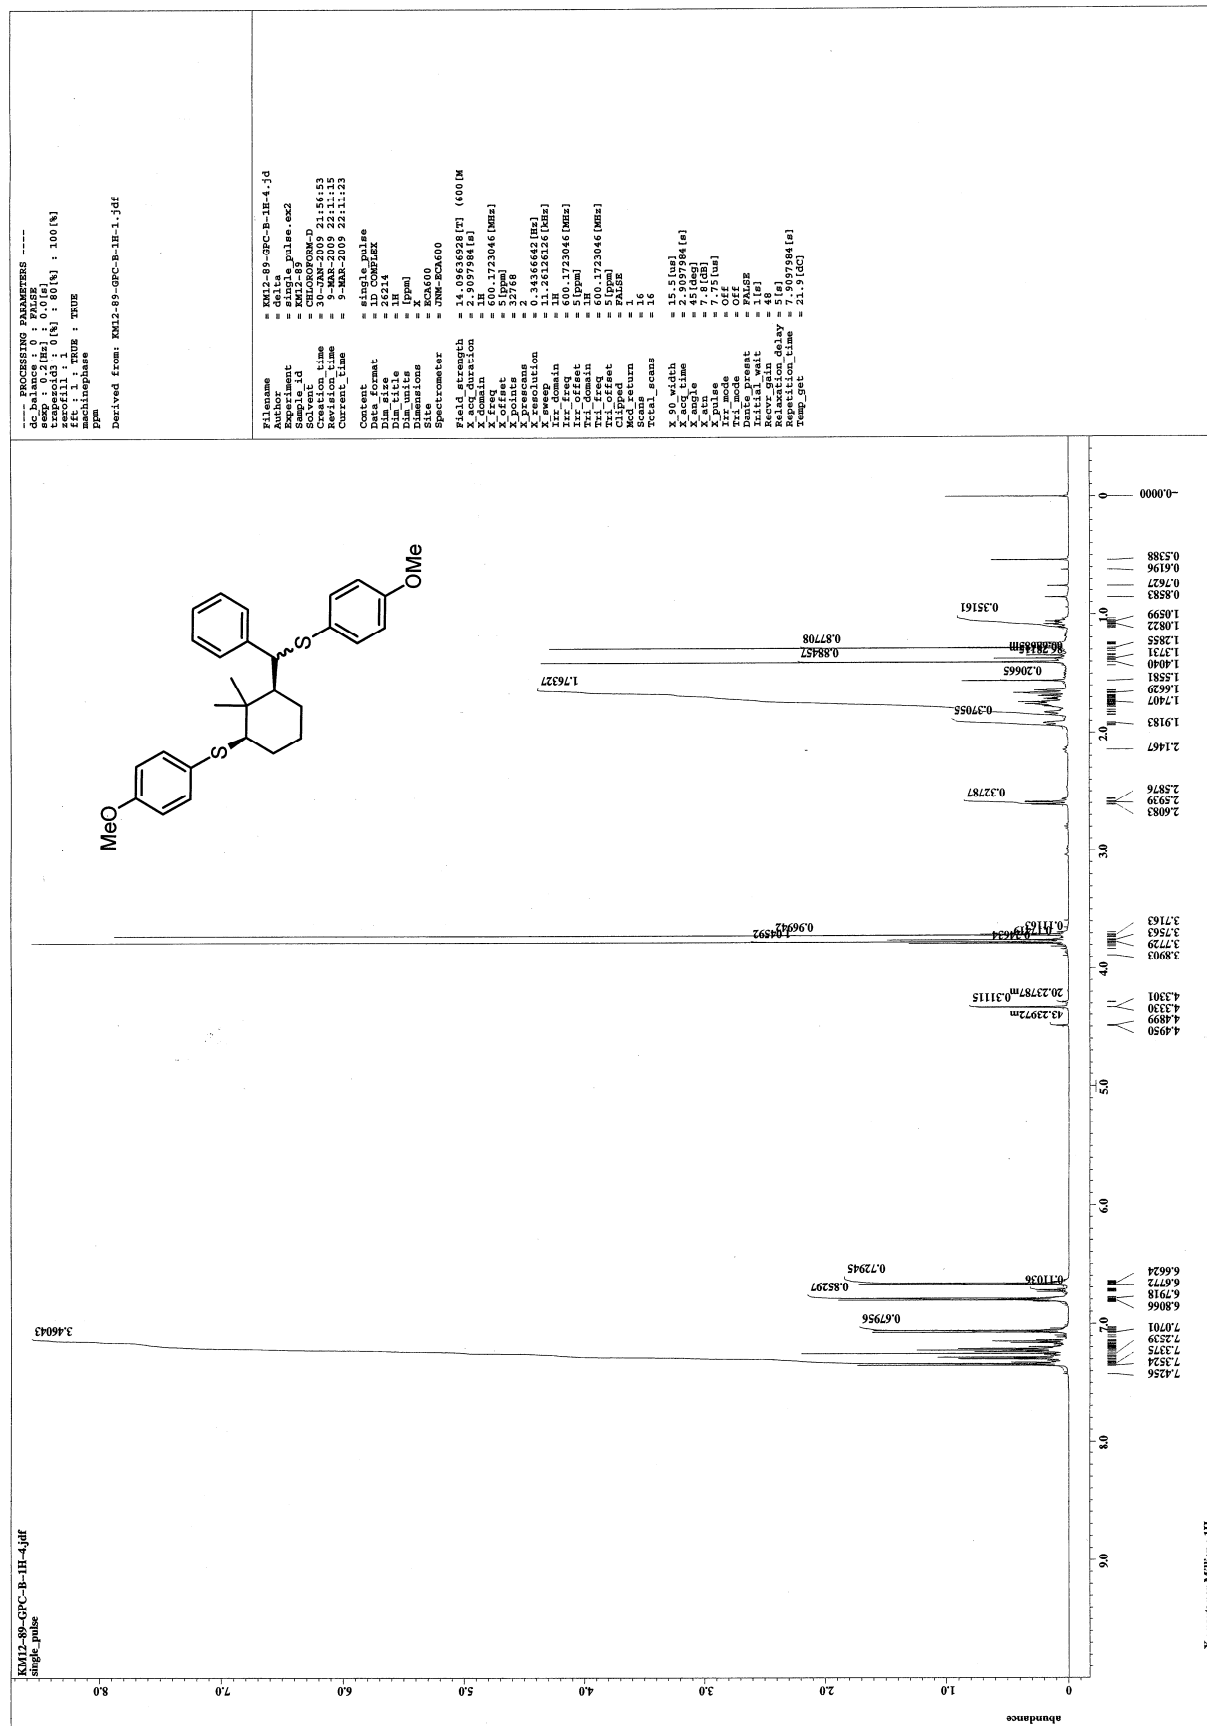 ---- PROCESSING PARAMETERS ----
dc_balance : 0 : FALSE
sexp : 0.2[Hz] : 0.0[s]
trapezoid3 : 0[%] : 80[%] : 100[%]
zerofill : 1
fft : 1 : TRUE : TRUE
machinephase
ppm
Derived from: KM12-89-GPC-B-1H-1.jdf
Filename = KM12-89-GPC-B-1H-4.jd
Author = delta
Experiment = single_pulse.ex2
Sample_id = KM12-89
Solvent = CHLOROFORM-D
Creation_time = 30-JAN-2009 21:56:53
Revision_time = 9-MAR-2009 22:11:15
Current_time = 9-MAR-2009 22:11:23
Content = single_pulse
Data_format = 1D COMPLEX
Dim_size = 26214
Dim_title = 1H
Dim_units = [ppm]
Dimensions = X
Site = ECA600
Spectrometer = JNM-ECA600
Field_strength = 14.09636928[T] (600[M
X_acq_duration = 2.9097984[s]
X_domain = 1H
X_freq = 600.1723046[MHz]
X_offset = 5[ppm]
X_points = 32768
X_prescans = 2
X_resolution = 0.34366642[Hz]
X_sweep = 11.26126126[kHz]
Irr_domain = 1H
Irr_freq = 600.1723046[MHz]
Irr_offset = 5[ppm]
Tri_domain = 1H
Tri_freq = 600.1723046[MHz]
Tri_offset = 5[ppm]
Clipped = FALSE
Mod_return = 1
Scans = 16
Total_scans = 16
X_90_width = 15.5[us]
X_acq_time = 2.9097984[s]
X_angle = 45[deg]
X_atn = 7.8[dB]
X_pulse = 7.75[us]
Irr_mode = Off
Tri_mode = Off
Dante_presat = FALSE
Initial_wait = 1[s]
Recvr_gain = 48
Relaxation_delay = 5[s]
Repetition_time = 7.9097984[s]
Temp_get = 21.9[dC]
KM12-89-GPC-B-1H-4.jdf
single_pulse
MeO
S
S
OMe
3.46043
0.67956
0.85297
0.11036
0.72945
43.23972m
0.31115
20.23787m
1.04592
0.34634
0.96942
0.11163
0.32787
0.37055
1.76327
0.20665
0.88457
0.87708
0.35161
abundance
0
1.0
2.0
3.0
4.0
5.0
6.0
7.0
8.0
9.0
8.0
7.0
6.0
5.0
4.0
3.0
2.0
1.0
0
7.4256
7.3524
7.3375
7.2539
7.0701
6.8066
6.7918
6.6772
6.6624
4.4950
4.4899
4.3330
4.3301
3.8903
3.7729
3.7563
3.7163
2.6083
2.5939
2.5876
2.1467
1.9183
1.7407
1.6629
1.5581
1.4040
1.3731
1.2855
1.0822
1.0599
0.8583
0.7627
0.6196
0.5388
-0.0000